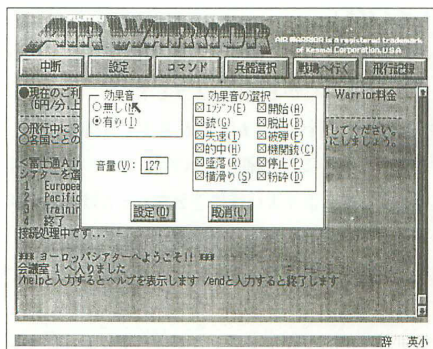 AIR WARRIOR
AIR WARRIOR is a registered trademark
of Kesmai Corporation,U.S.A.
中断 設定 コマンド 兵器選択 戦場へ行く 飛行記録
●現在のご利
r Warrior料金
(6円/分、上
○飛行中に3
してください。
○各国ごとの
にしましょう。
効果音
○無し(N)
◉有り(I)
音量(V): 127
効果音の選択
☒エンジン(E) ☒開始(A)
☒銃(G) ☒脱出(B)
☒失速(T) ☒被弾(F)
☒的中(H) ☒機関銃(C)
☒墜落(R) ☒停止(P)
☒横滑り(S) ☒粉砕(D)
設定(O) 取消(L)
<富士通Air
シアターを選
1 Europea
2 Pacific
3 Trainin
4 終了
接続処理中です...
*** ヨーロッパシアターへようこそ!! ***
会議室 1 へ入りました
/helpと入力するとヘルプを表示します /endと入力すると終了します
辞 英小